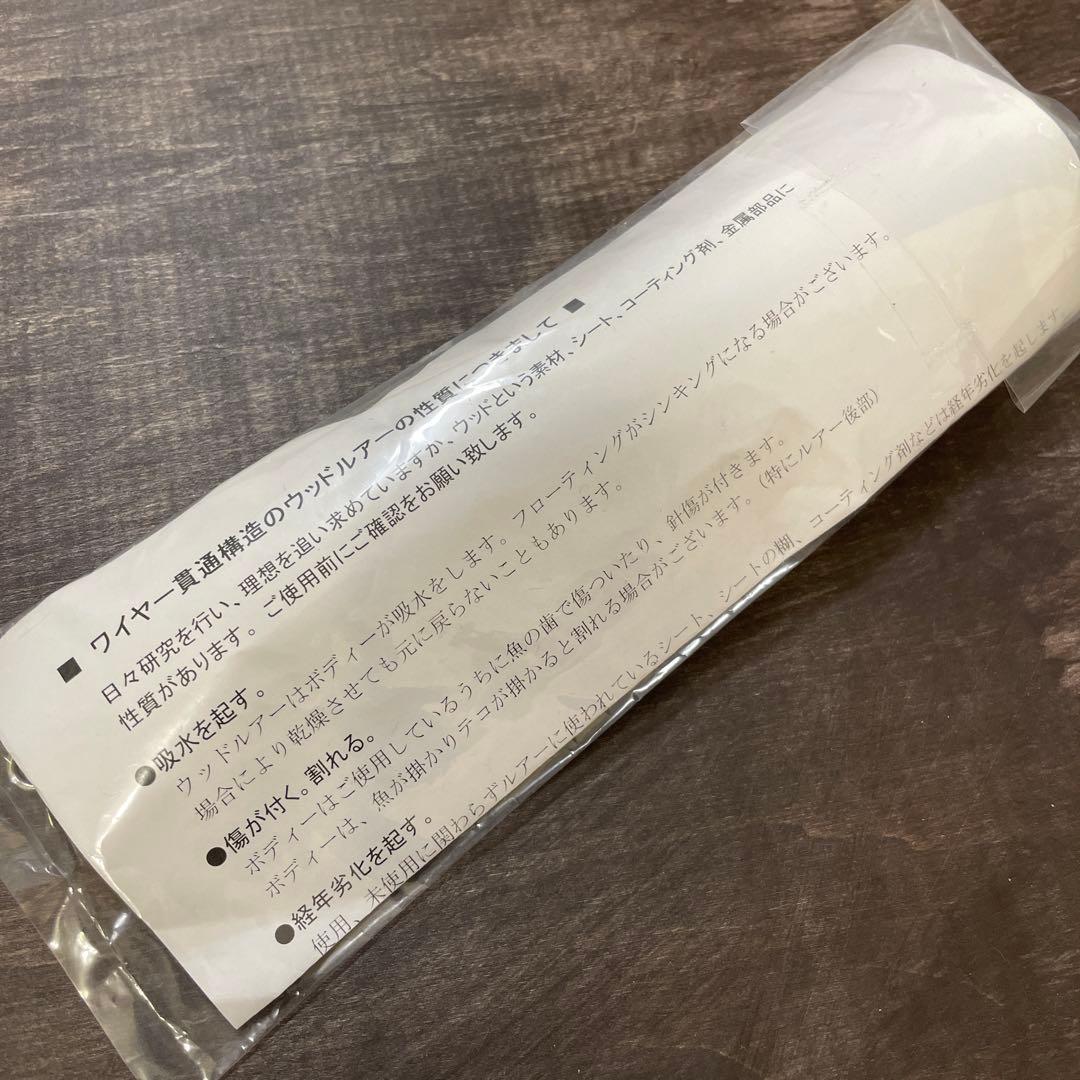 ■ ワイヤー貫通構造のウッドルアーの性質につきまして ■
日々研究を行い、理想を追い求めていますが、ウッドという素材、シート、コーティング剤、金属部品に
性質があります。ご使用前にご確認をお願い致します。
●吸水を起す。
ウッドルアーはボディーが吸水をします。フローティングがシンキングになる場合がございます。
場合により乾燥させても元に戻らないこともあります。
●傷が付く。割れる。
ボディーはご使用しているうちに魚の歯で傷ついたり、針傷が付きます。
ボディーは、魚が掛かりテコが掛かると割れる場合がございます。(特にルアー後部)
●経年劣化を起す。
使用、未使用に関わらずルアーに使われているシート、シートの糊、コーティング剤などは経年劣化を起します。